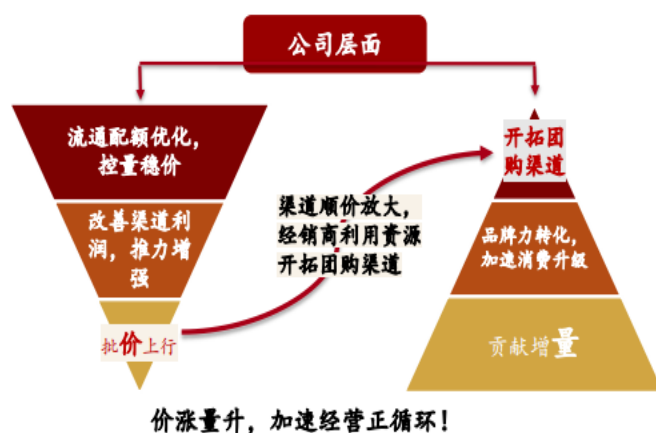 公司层面
流通配额优化，
控量稳价
改善渠道利
润，推力增
强
批价上行
渠道顺价放大，
经销商利用资源
开拓团购渠道
开拓团
购渠道
品牌力转化，
加速消费升级
贡献增量
价涨量升，加速经营正循环！